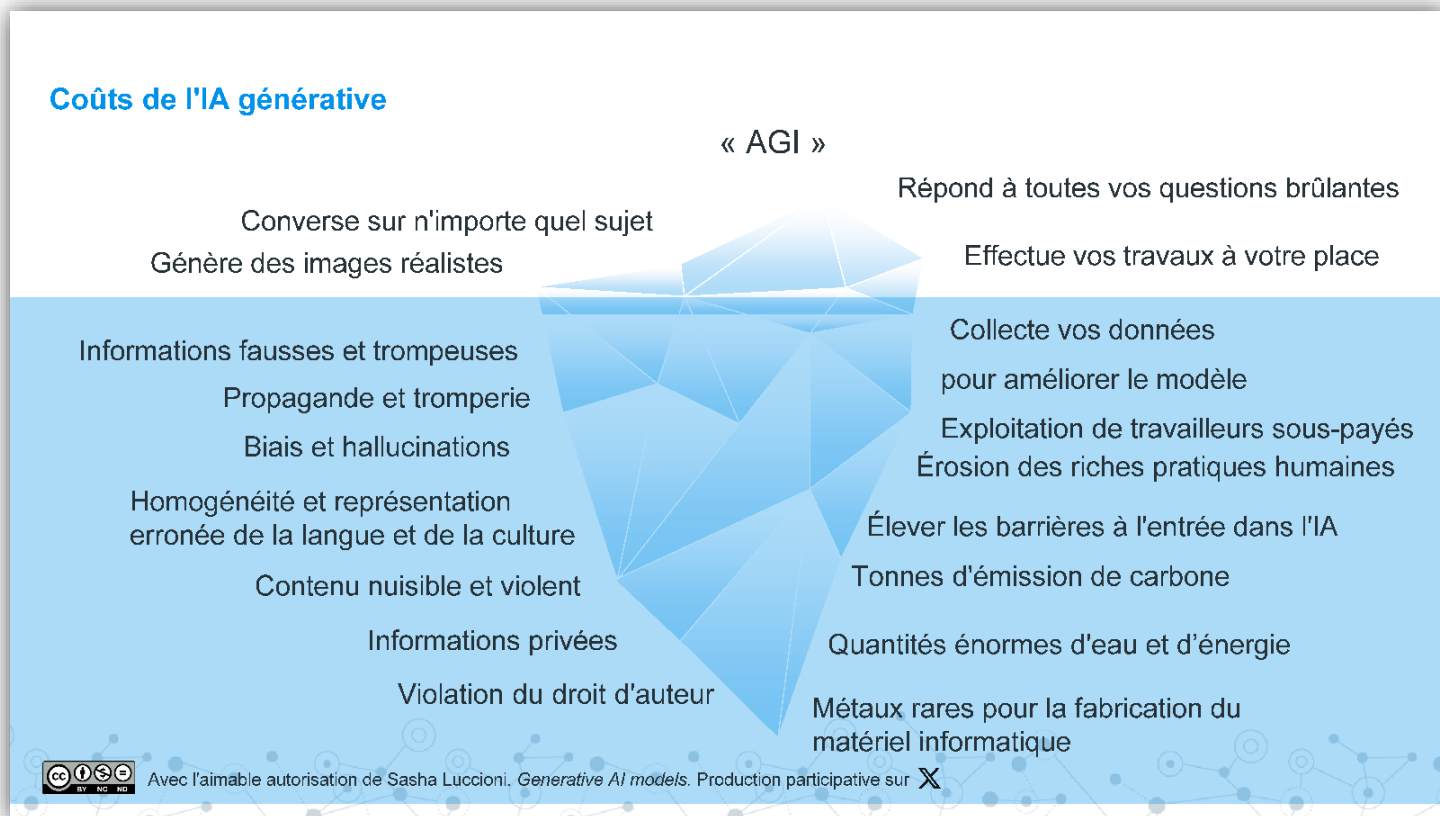 Coûts de l'IA générative
« AGI »
Répond à toutes vos questions brûlantes
Converse sur n'importe quel sujet
Effectue vos travaux à votre place
Génère des images réalistes
Informations fausses et trompeuses
Propagande et tromperie
Biais et hallucinations
Homogénéité et représentation
erronée de la langue et de la culture
Contenu nuisible et violent
Informations privées
Violation du droit d'auteur
Collecte vos données
pour améliorer le modèle
Exploitation de travailleurs sous-payés
Érosion des riches pratiques humaines
Élever les barrières à l'entrée dans l'IA
Tonnes d'émission de carbone
Quantités énormes d'eau et d’énergie
Métaux rares pour la fabrication du
matériel informatique
cc BY NC ND
Avec l'aimable autorisation de Sasha Luccioni. Generative AI models. Production participative sur X